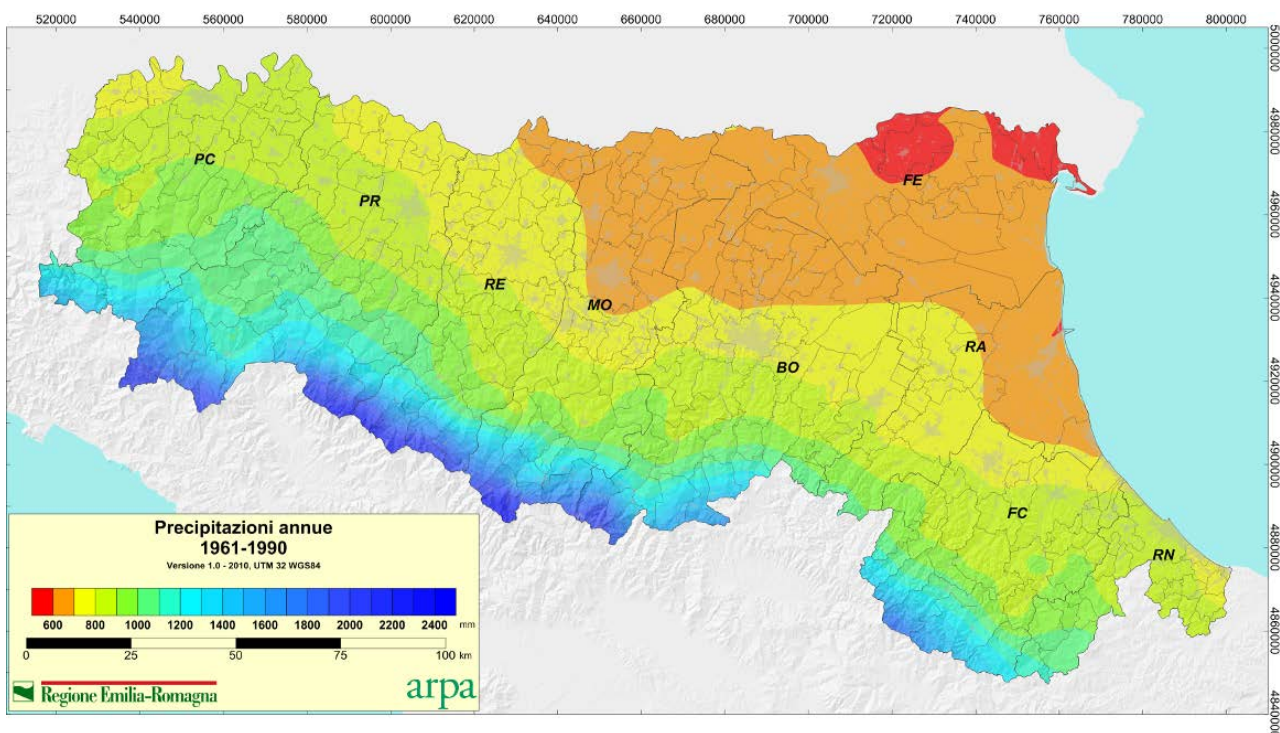 520000 540000 560000 580000 600000 620000 640000 660000 680000 700000 720000 740000 760000 780000 800000
5000000
4980000
4960000
4940000
4920000
4900000
4880000
4860000
4840000
PC
FE
PR
RE
MO
RA
BO
FC
RN
Precipitazioni annue
1961-1990
Versione 1.0 - 2010, UTM 32 WGS84
600 800 1000 1200 1400 1600 1800 2000 2200 2400 mm
0 25 50 75 100 km
Regione Emilia-Romagna
arpa